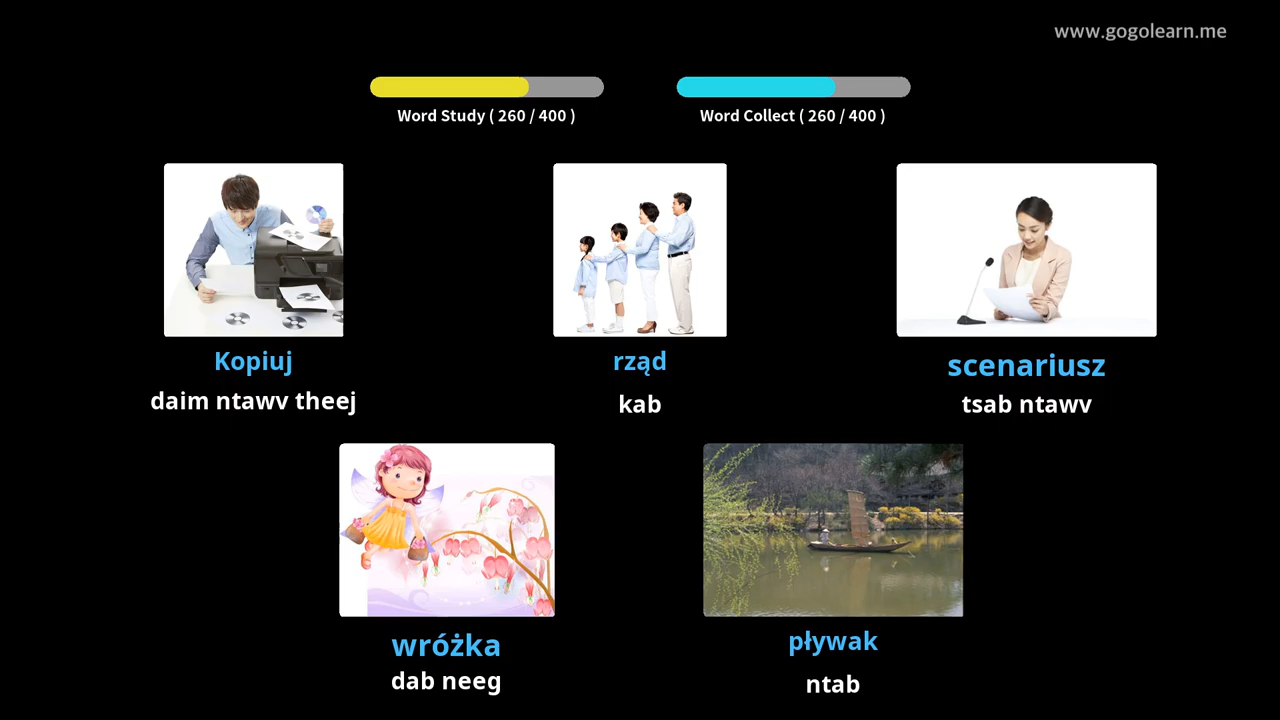 www.gogolearn.me
Word Study ( 260 / 400 )
Word Collect ( 260 / 400 )
Kopiuj
daim ntawv theej
rząd
kab
scenariusz
tsab ntawv
wróżka
dab neeg
pływak
ntab